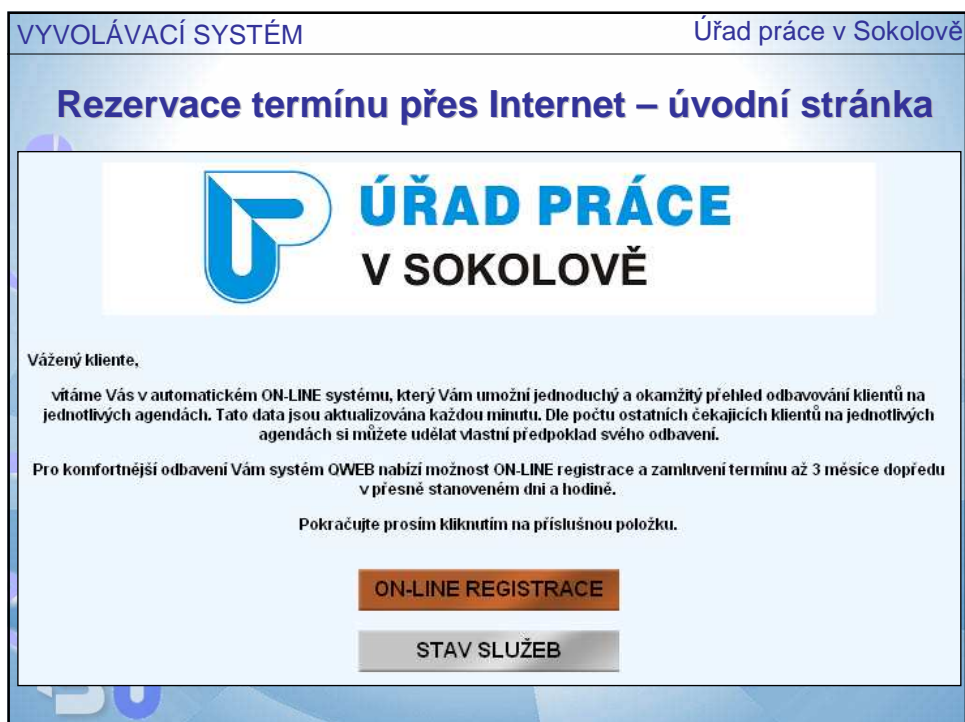 VYVOLÁVACÍ SYSTÉM
Úřad práce v Sokolově
Rezervace termínu přes Internet – úvodní stránka
ÚŘAD PRÁCE
V SOKOLOVĚ
Vážený kliente,
vítáme Vás v automatickém ON-LINE systému, který Vám umožní jednoduchý a okamžitý přehled odbavování klientů na
jednotlivých agendách. Tato data jsou aktualizována každou minutu. Dle počtu ostatních čekajicích klientů na jednotlivých
agendách si můžete udělat vlastní předpoklad svého odbavení.
Pro komfortnější odbavení Vám systém QWEB nabízí možnost ON-LINE registrace a zamluvení termínu až 3 měsíce dopředu
v přesně stanoveném dni a hodině.
Pokračujte prosím kliknutím na příslušnou položku.
ON-LINE REGISTRACE
STAV SLUŽEB